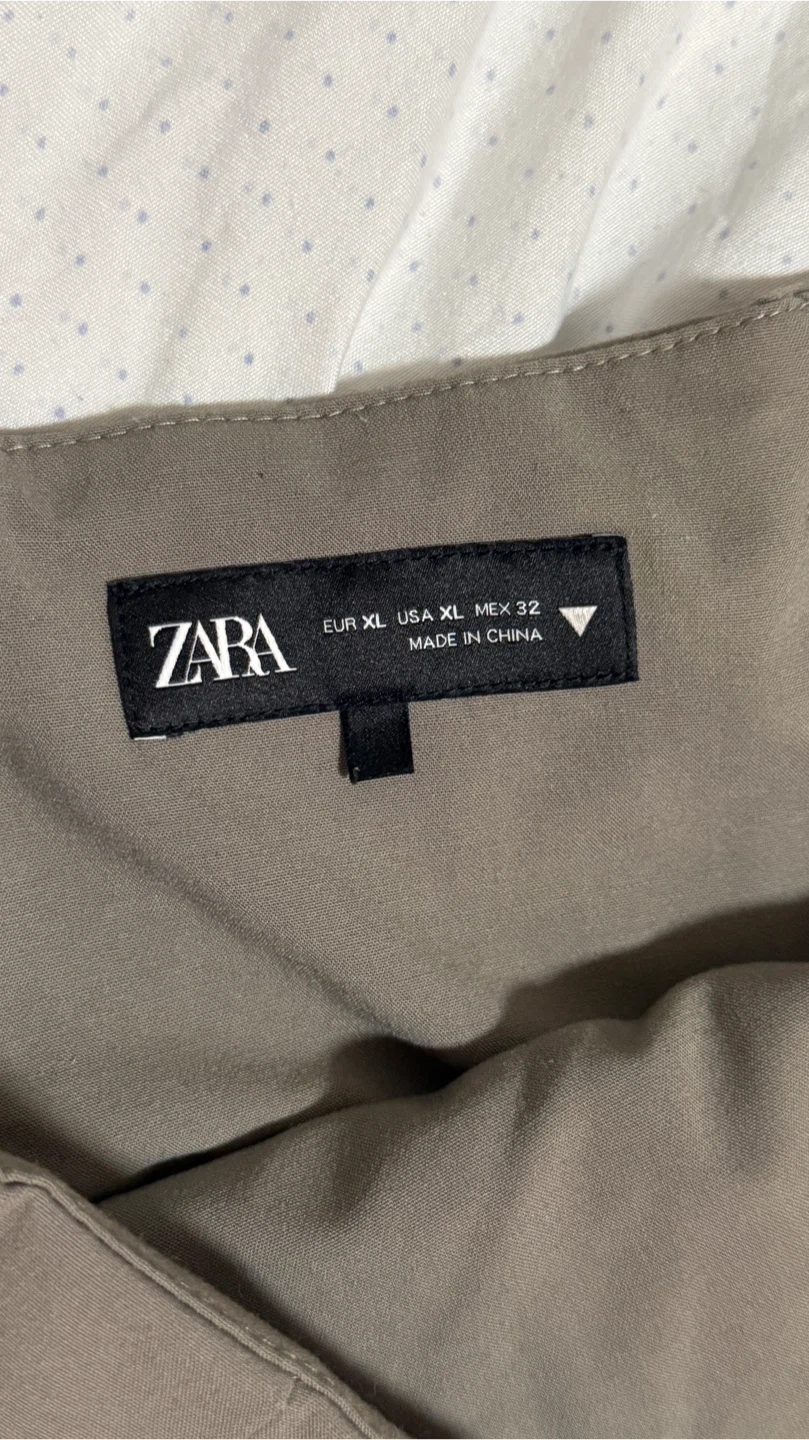 ZARA
EUR XL USA XL MEX 32
MADE IN CHINA